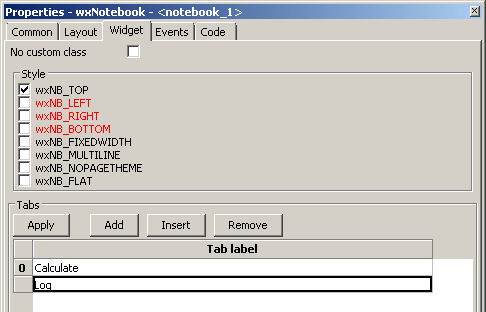 Properties - wxNotebook - <notebook_1>
Common Layout Widget Events Code
No custom class
Style
wxNB_TOP
wxNB_LEFT
wxNB_RIGHT
wxNB_BOTTOM
wxNB_FIXEDWIDTH
wxNB_MULTILINE
wxNB_NOPAGETHEME
wxNB_FLAT
Tabs
Apply Add Insert Remove
Tab label
0 Calculate
Log